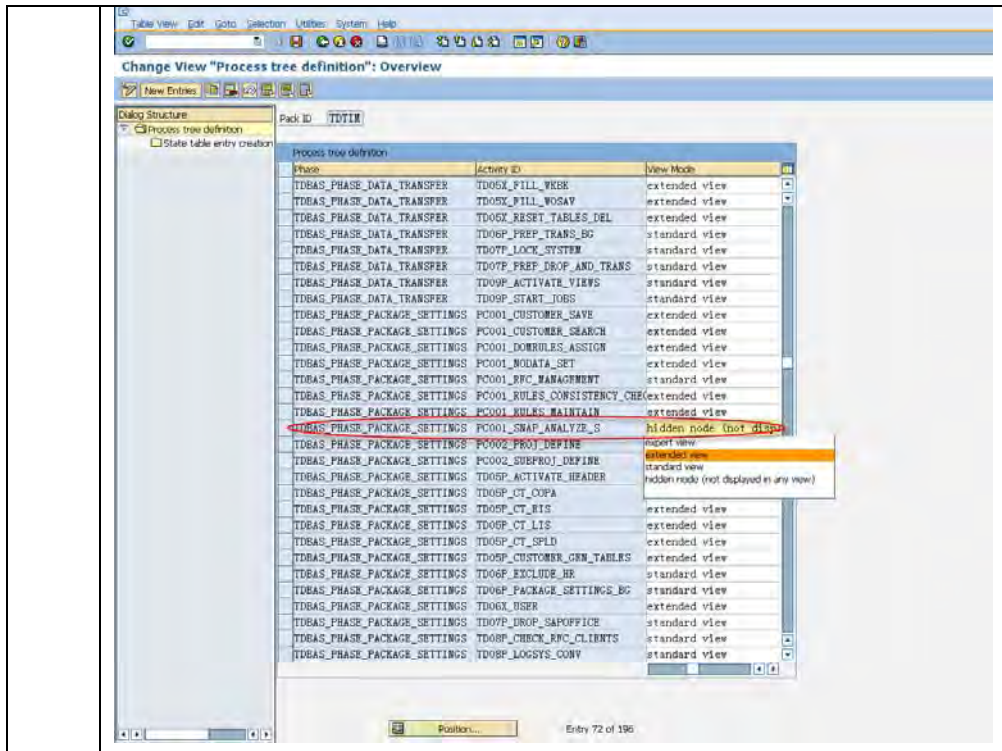 Table View Edit Goto Selection Utilities System Help
Change View "Process tree definition": Overview
New Entries
Dialog Structure
Process tree definition
State table entry creation
Pack ID TDTIM
Process tree definition
Phase Activity ID View Mode
TDBAS_PHASE_DATA_TRANSFER TD05X_FILL_VKBK extended view
TDBAS_PHASE_DATA_TRANSFER TD05X_FILL_WOSAV extended view
TDBAS_PHASE_DATA_TRANSFER TD05X_RESET_TABLES_DEL extended view
TDBAS_PHASE_DATA_TRANSFER TD06P_PREP_TRANS_BG standard view
TDBAS_PHASE_DATA_TRANSFER TD07P_LOCK_SYSTEM standard view
TDBAS_PHASE_DATA_TRANSFER TD07P_PREP_DROP_AND_TRANS standard view
TDBAS_PHASE_DATA_TRANSFER TD09P_ACTIVATE_VIEWS standard view
TDBAS_PHASE_DATA_TRANSFER TD09P_START_JOBS standard view
TDBAS_PHASE_PACKAGE_SETTINGS PC001_CUSTOMER_SAVE extended view
TDBAS_PHASE_PACKAGE_SETTINGS PC001_CUSTOMER_SEARCH extended view
TDBAS_PHASE_PACKAGE_SETTINGS PC001_DOMRULES_ASSIGN extended view
TDBAS_PHASE_PACKAGE_SETTINGS PC001_NODATA_SET extended view
TDBAS_PHASE_PACKAGE_SETTINGS PC001_RFC_MANAGEMENT standard view
TDBAS_PHASE_PACKAGE_SETTINGS PC001_RULES_CONSISTENCY_CHE extended view
TDBAS_PHASE_PACKAGE_SETTINGS PC001_RULES_MAINTAIN extended view
TDBAS_PHASE_PACKAGE_SETTINGS PC001_SNAP_ANALYZE_S hidden node (not disp
TDBAS_PHASE_PACKAGE_SETTINGS PC002_PROJ_DEFINE expert view
extended view
TDBAS_PHASE_PACKAGE_SETTINGS PC002_SUBPROJ_DEFINE standard view
TDBAS_PHASE_PACKAGE_SETTINGS TD05P_ACTIVATE_HEADER hidden node (not displayed in any view)
TDBAS_PHASE_PACKAGE_SETTINGS TD05P_CT_COPA
TDBAS_PHASE_PACKAGE_SETTINGS TD05P_CT_EIS extended view
TDBAS_PHASE_PACKAGE_SETTINGS TD05P_CT_LIS extended view
TDBAS_PHASE_PACKAGE_SETTINGS TD05P_CT_SPLD extended view
TDBAS_PHASE_PACKAGE_SETTINGS TD05P_CUSTOMER_GEN_TABLES extended view
TDBAS_PHASE_PACKAGE_SETTINGS TD06P_EXCLUDE_HR standard view
TDBAS_PHASE_PACKAGE_SETTINGS TD06P_PACKAGE_SETTINGS_BG standard view
TDBAS_PHASE_PACKAGE_SETTINGS TD06X_USER extended view
TDBAS_PHASE_PACKAGE_SETTINGS TD07P_DROP_SAPOFFICE standard view
TDBAS_PHASE_PACKAGE_SETTINGS TD08P_CHECK_RFC_CLIENTS standard view
TDBAS_PHASE_PACKAGE_SETTINGS TD08P_LOGSYS_CONV standard view
Position... Entry 72 of 196